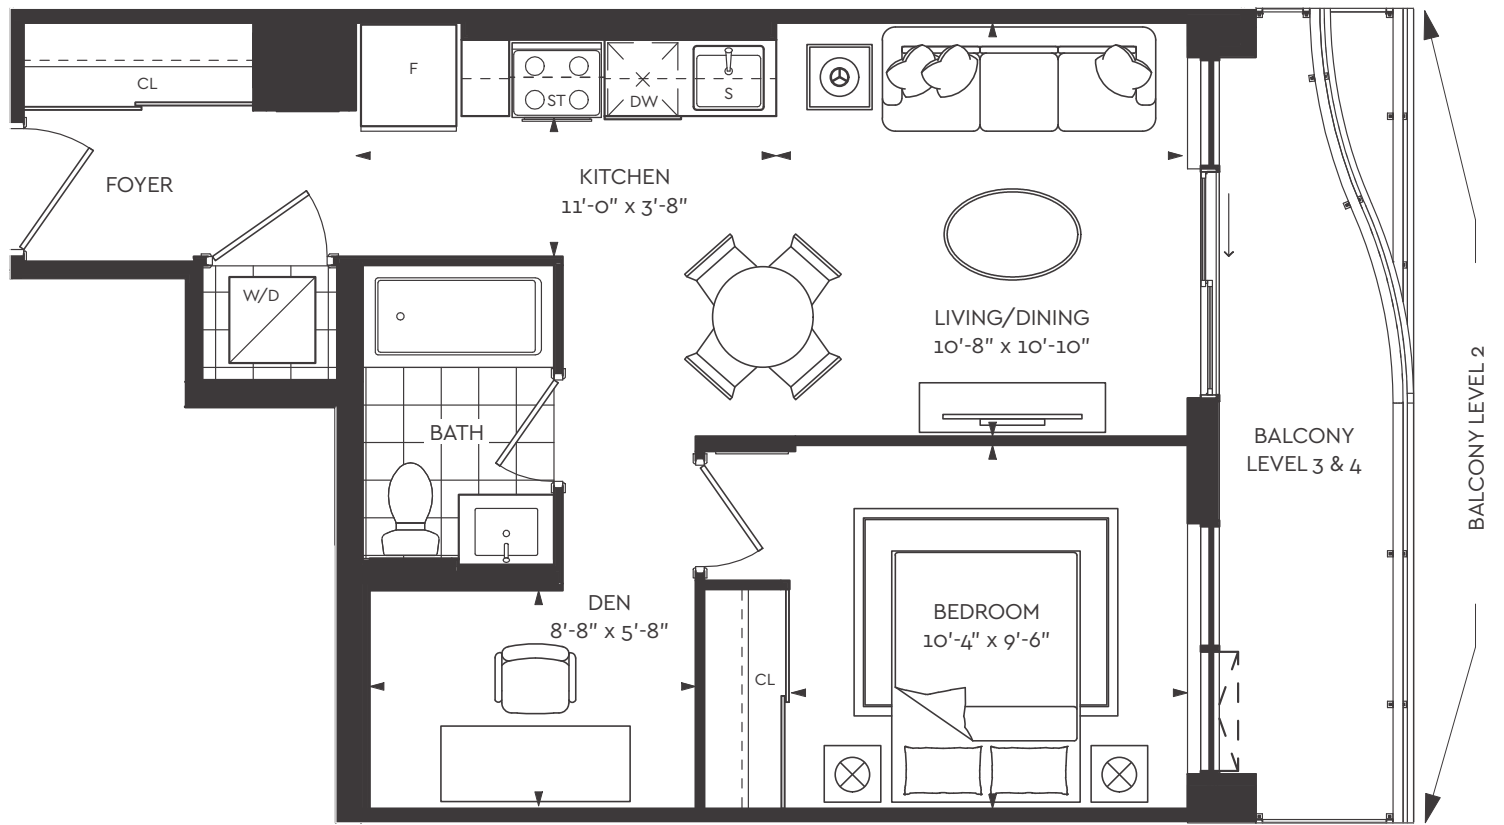 CL
F
ST
DW
S
FOYER
KITCHEN
11'-0" x 3'-8"
W/D
LIVING/DINING
10'-8" x 10'-10"
BATH
BALCONY
LEVEL 3 & 4
BALCONY LEVEL 2
DEN
8'-8" x 5'-8"
BEDROOM
10'-4" x 9'-6"
CL